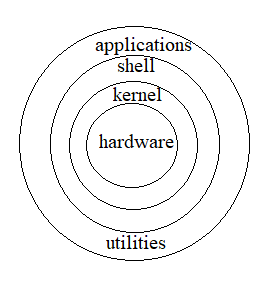 applications
shell
kernel
hardware
utilities